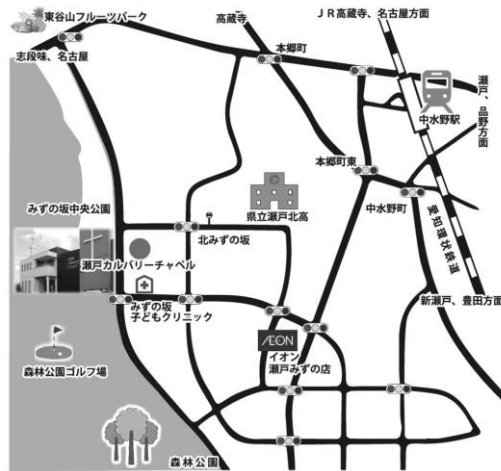 東谷山フルーツパーク
志段味、名古屋
高蔵寺
本郷町
ＪＲ高蔵寺、名古屋方面
瀬戸、品野方面
中水野駅
本郷町東
中水野町
愛知環状鉄道
県立瀬戸北高
みずの坂中央公園
北みずの坂
瀬戸カルバリーチャペル
みずの坂
子どもクリニック
新瀬戸、豊田方面
ÆON
イオン
瀬戸みずの店
森林公園ゴルフ場
森林公園